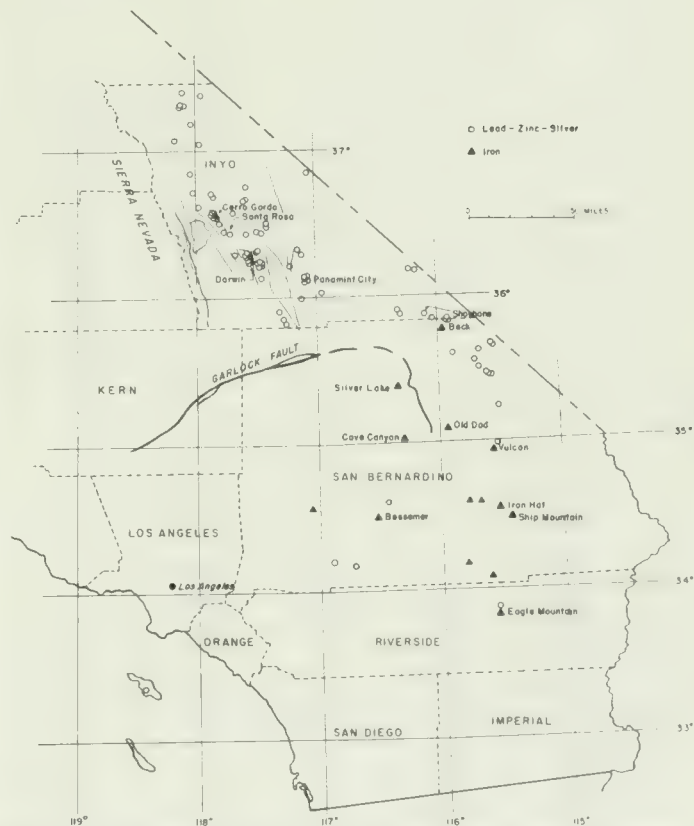 ○ Lead - Zinc - Silver
▲ Iron
37°
INYO
SIERRA NEVADA
Cerro Gordo
Santa Rosa
50 MILES
Darwin
Panamint City
36°
Shoshone
Beck
GARLOCK FAULT
KERN
Silver Lake
Old Dad
Cave Canyon
35°
Vulcan
SAN BERNARDINO
Iron Hat
Bessemer
Ship Mountain
LOS ANGELES
Los Angeles
34°
Eagle Mountain
ORANGE
RIVERSIDE
IMPERIAL
SAN DIEGO
33°
119°
118°
117°
116°
115°